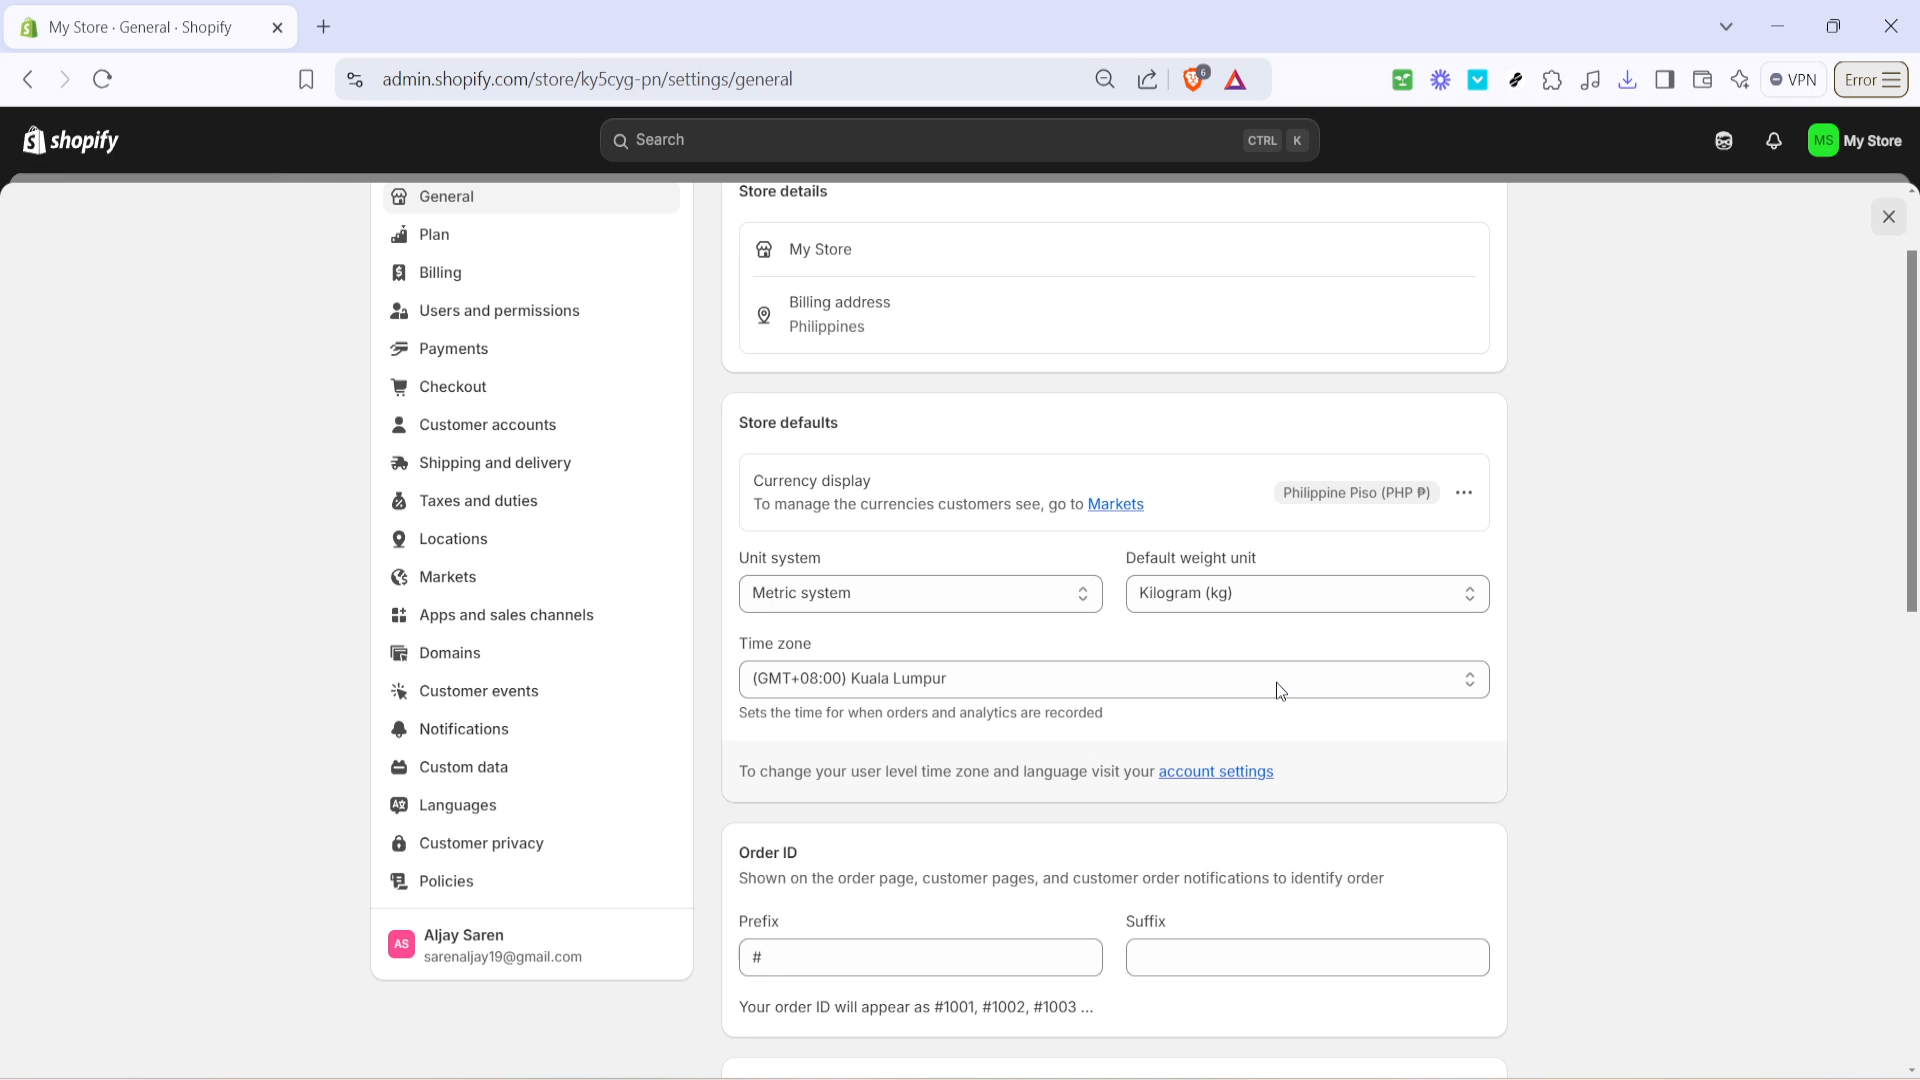 My Store · General · Shopify
admin.shopify.com/store/ky5cyg-pn/settings/general
6
VPN
Error
shopify
Search
CTRL K
MS
My Store
General
Plan
Billing
Users and permissions
Payments
Checkout
Customer accounts
Shipping and delivery
Taxes and duties
Locations
Markets
Apps and sales channels
Domains
Customer events
Notifications
Custom data
Languages
Customer privacy
Policies
AS
Aljay Saren
sarenaljay19@gmail.com
Store details
My Store
Billing address
Philippines
Store defaults
Currency display
To manage the currencies customers see, go to Markets
Philippine Piso (PHP ₱)
Unit system
Default weight unit
Metric system
Kilogram (kg)
Time zone
(GMT+08:00) Kuala Lumpur
Sets the time for when orders and analytics are recorded
To change your user level time zone and language visit your account settings
Order ID
Shown on the order page, customer pages, and customer order notifications to identify order
Prefix
Suffix
#
Your order ID will appear as #1001, #1002, #1003 ...